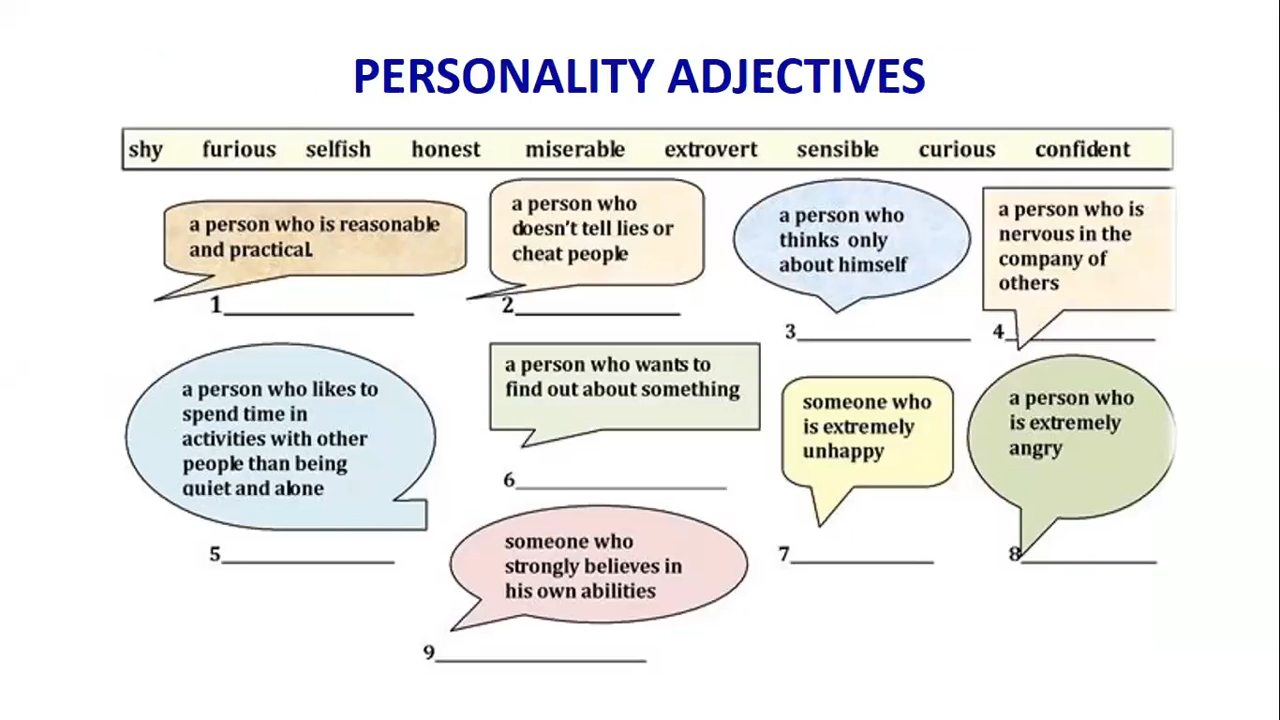 PERSONALITY ADJECTIVES
shy furious selfish honest miserable extrovert sensible curious confident
a person who is reasonable
and practical.
1
a person who
doesn't tell lies or
cheat people
2
a person who
thinks only
about himself
3
a person who is
nervous in the
company of
others
4
a person who likes to
spend time in
activities with other
people than being
quiet and alone
5
a person who wants to
find out about something
6
someone who
is extremely
unhappy
7
a person who
is extremely
angry
8
someone who
strongly believes in
his own abilities
9